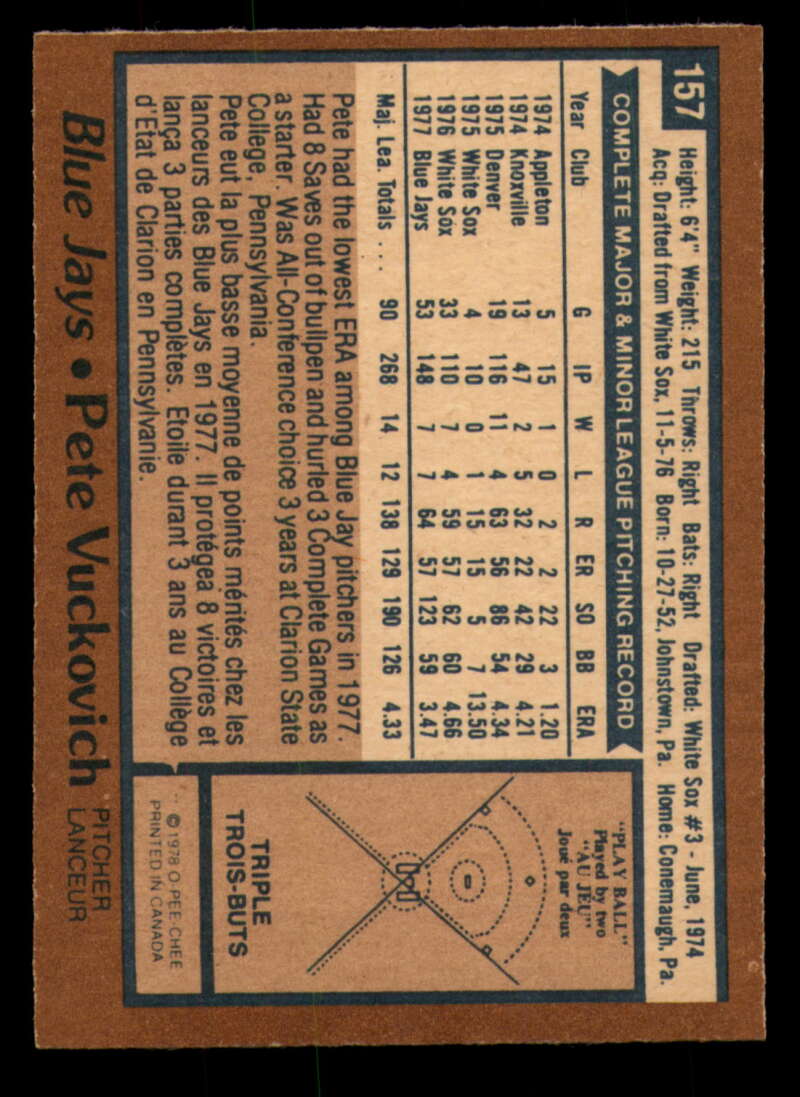 157
Height: 6'4" Weight: 215 Throws: Right Bats: Right Drafted: White Sox #3 - June, 1974
Acq: Drafted from White Sox, 11-5-76 Born: 10-27-52, Johnstown, Pa. Home: Conemaugh, Pa.
COMPLETE MAJOR & MINOR LEAGUE PITCHING RECORD
Year Club G IP W L R ER SO BB ERA
1974 Appleton 5 15 1 0 2 2 22 3 1.20
1974 Knoxville 13 47 2 5 32 22 42 29 4.21
1975 Denver 19 116 11 4 63 56 86 54 4.34
1975 White Sox 4 10 0 1 15 15 5 7 13.50
1976 White Sox 33 110 7 4 59 57 62 60 4.66
1977 Blue Jays 53 148 7 7 64 57 123 59 3.47
Maj. Lea. Totals ... 90 268 14 12 138 129 190 126 4.33
Pete had the lowest ERA among Blue Jay pitchers in 1977.
Had 8 Saves out of bullpen and hurled 3 Complete Games as
a starter. Was All-Conference choice 3 years at Clarion State
College, Pennsylvania.
Pete eut la plus basse moyenne de points mérités chez les
lanceurs des Blue Jays en 1977. Il protégea 8 victoires et
lança 3 parties complètes. Etoile durant 3 ans au Collège
d'Etat de Clarion en Pennsylvanie.
"PLAY BALL"
Played by two
"AU JEU"
Joué par deux
TRIPLE
TROIS-BUTS
© 1978 O-PEE-CHEE
PRINTED IN CANADA
Blue Jays • Pete Vuckovich PITCHER
LANCEUR